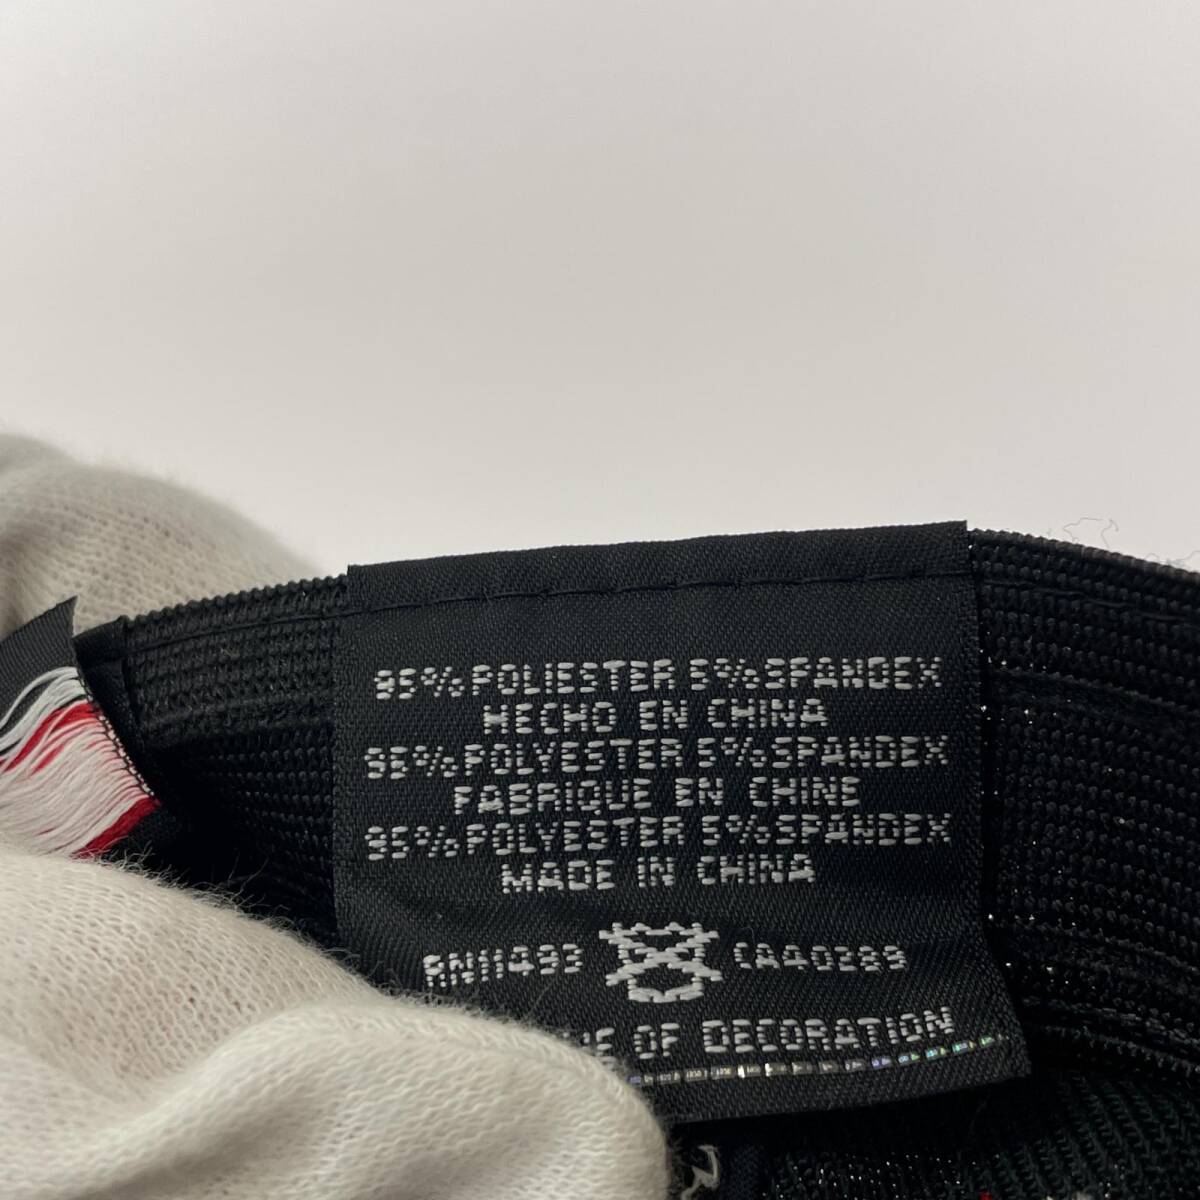 95% POLIESTER 5% SPANDEX
HECHO EN CHINA
95% POLYESTER 5% SPANDEX
FABRIQUE EN CHINE
95% POLYESTER 5% SPANDEX
MADE IN CHINA
RN11493 CA40289
OF DECORATION